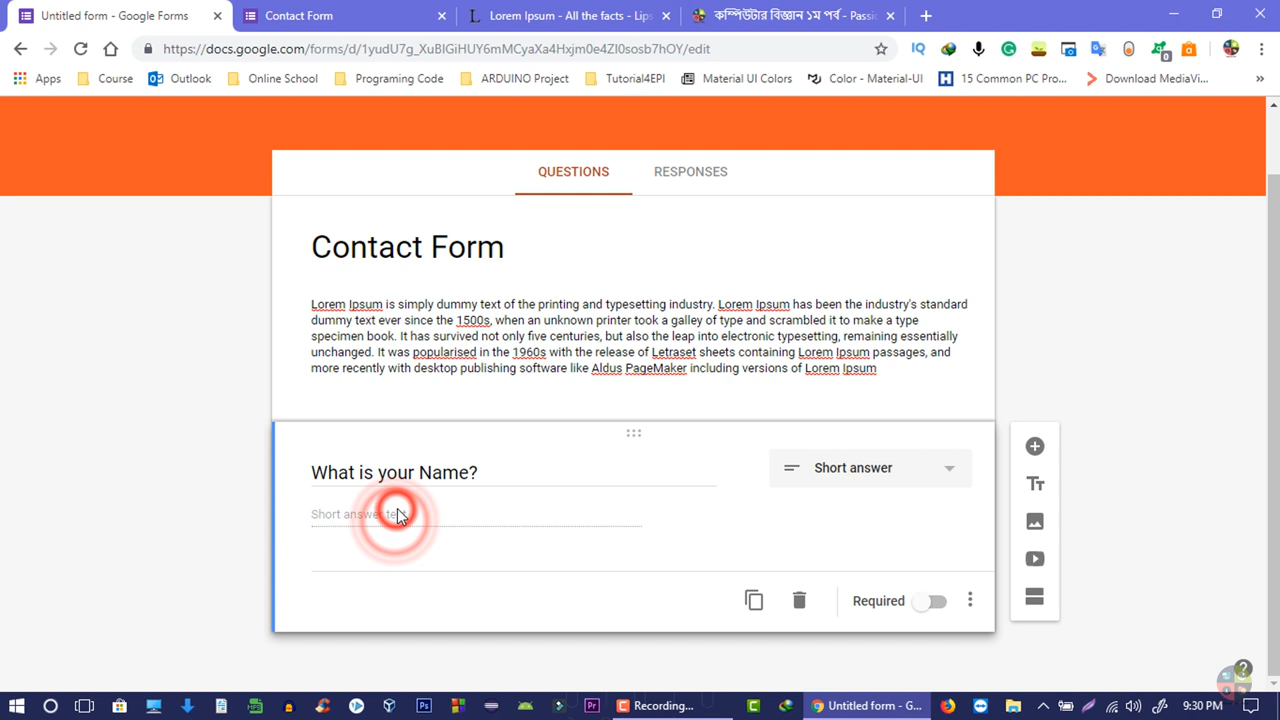 Untitled form - Google Forms
Contact Form
Lorem Ipsum - All the facts - Lips
কম্পিউটার বিজ্ঞান ১ম পর্ব - Passi
https://docs.google.com/forms/d/1yudU7g_XuBIGiHUY6mMCyaXa4Hxjm0e4Zl0sosb7hOY/edit
Apps
Course
Outlook
Online School
Programing Code
ARDUINO Project
Tutorial4EPI
Material UI Colors
Color - Material-UI
15 Common PC Pro...
Download MediaVi...
QUESTIONS
RESPONSES
Contact Form
Lorem Ipsum is simply dummy text of the printing and typesetting industry. Lorem Ipsum has been the industry's standard
dummy text ever since the 1500s, when an unknown printer took a galley of type and scrambled it to make a type
specimen book. It has survived not only five centuries, but also the leap into electronic typesetting, remaining essentially
unchanged. It was popularised in the 1960s with the release of Letraset sheets containing Lorem Ipsum passages, and
more recently with desktop publishing software like Aldus PageMaker including versions of Lorem Ipsum
What is your Name?
Short answer
Short answer text
Required
Recording...
Untitled form - G...
9:30 PM